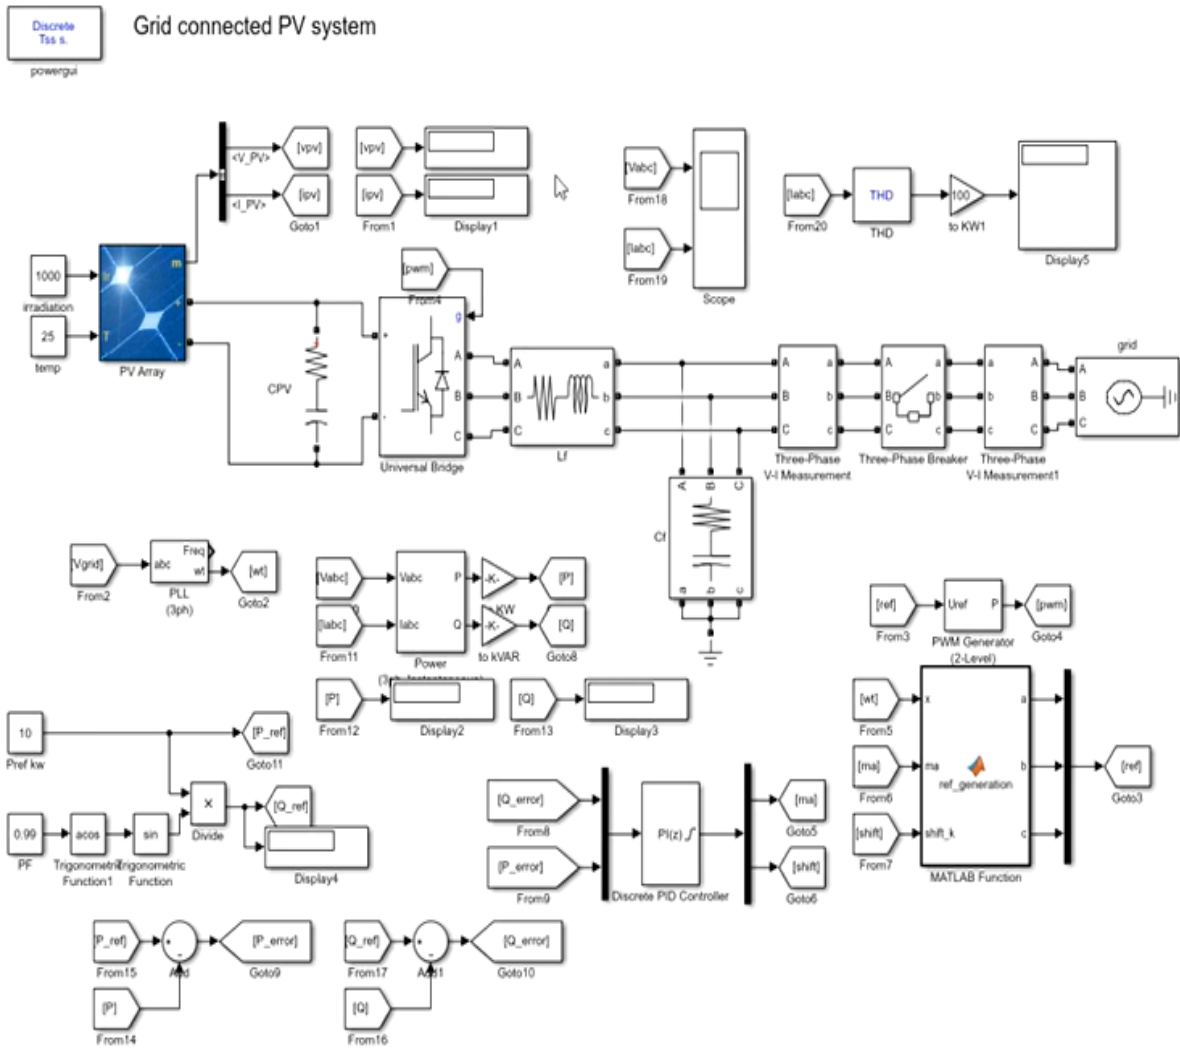 Discrete
Tss s.
powergui
Grid connected PV system
<V_PV>
<I_PV>
[vpv]
[ipv]
Goto1
[vpv]
[ipv]
From1
Display1
[Vabc]
From18
[Iabc]
From19
Scope
[Iabc]
From20
THD
THD
100
to KW1
Display5
1000
irradiation
25
temp
Ir
T
m
+
-
PV Array
CPV
[pwm]
From4
g
+
-
A
B
C
Universal Bridge
A
B
C
a
b
c
Lf
A
B
C
a
b
c
Three-Phase
V-I Measurement
A
B
C
a
b
c
Three-Phase Breaker
a
b
c
A
B
C
Three-Phase
V-I Measurement1
grid
A
B
C
A
B
C
Cf
a
b
c
[Vgrid]
From2
abc
Freq
wt
PLL
(3ph)
[wt]
Goto2
[Vabc]
[Iabc]
From11
Vabc
Iabc
P
Q
Power
-K-
KW
-K-
to kVAR
[P]
[Q]
Goto8
[P]
From12
Display2
[Q]
From13
Display3
[ref]
From3
Uref
P
PWM Generator
(2-Level)
[pwm]
Goto4
[wt]
From5
[ma]
From6
[shift]
From7
x
ma
shift_k
ref_generation
a
b
c
MATLAB Function
[ref]
Goto3
10
Pref kw
[P_ref]
Goto11
0.99
PF
acos
Trigonometric
Function1
sin
Trigonometric
Function
×
Divide
[Q_ref]
Display4
[Q_error]
From8
[P_error]
From9
PI(z)
Discrete PID Controller
[ma]
Goto5
[shift]
Goto6
[P_ref]
From15
+
-
Add
[P_error]
Goto9
[P]
From14
[Q_ref]
From17
+
-
Add1
[Q_error]
Goto10
[Q]
From16